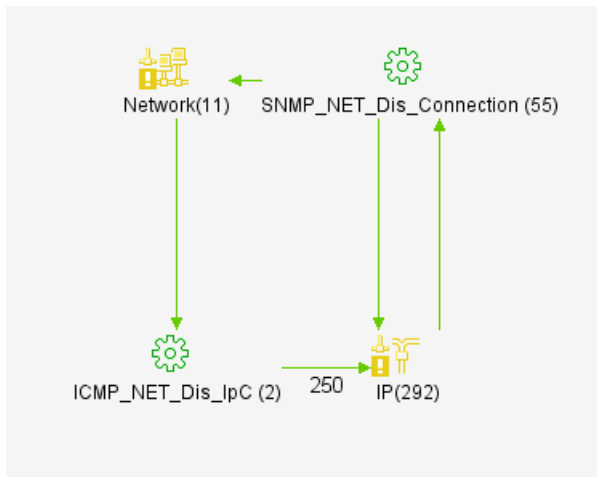 Network(11)
SNMP_NET_Dis_Connection (55)
ICMP_NET_Dis_IpC (2)
250
IP(292)